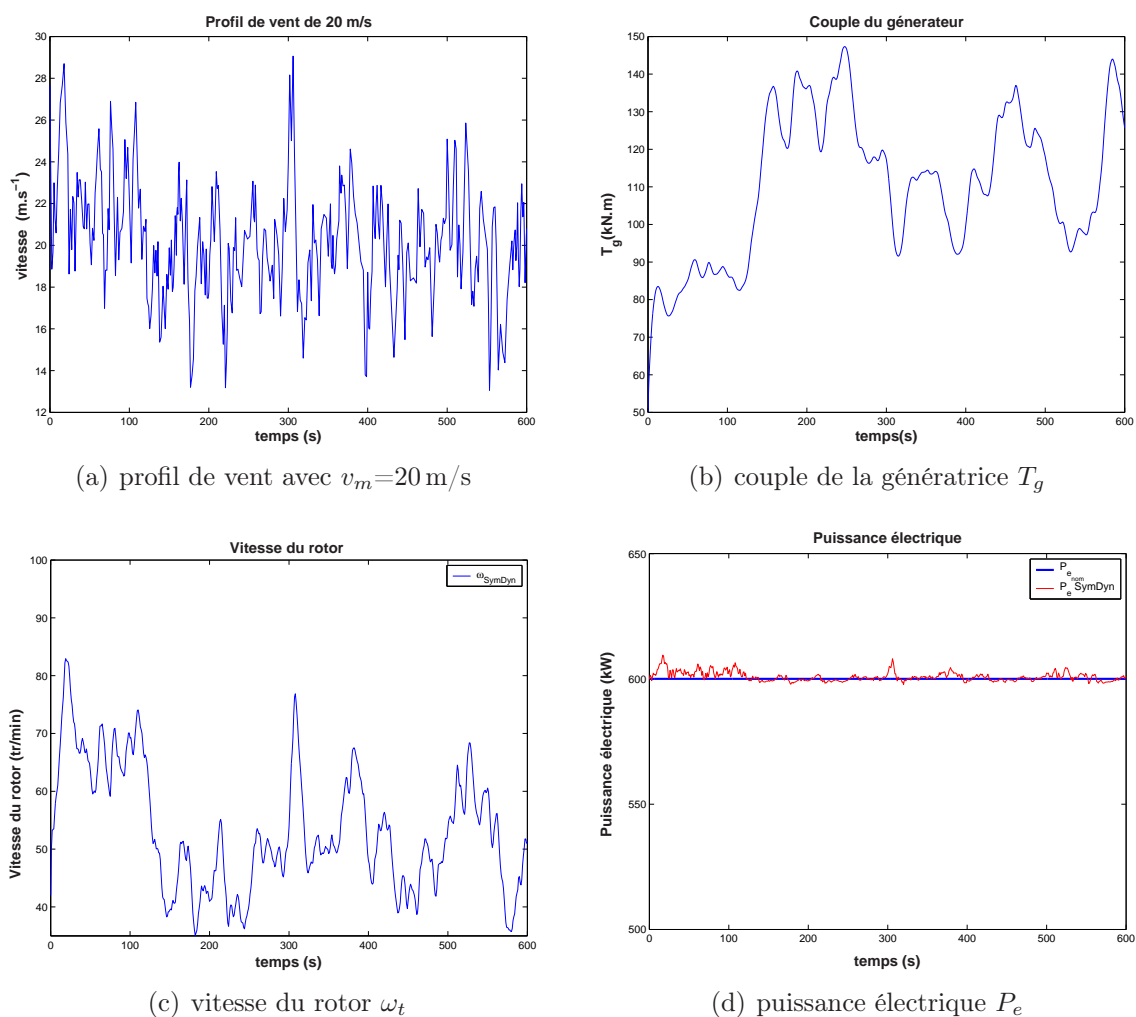 Profil de vent de 20 m/s
30
28
26
24
22
20
18
16
14
12
vitesse (m.s⁻¹)
0 100 200 300 400 500 600
temps (s)
(a) profil de vent avec vₘ=20 m/s
Couple du génerateur
150
140
130
120
110
100
90
80
70
60
50
T_g(kN.m)
0 100 200 300 400 500 600
temps(s)
(b) couple de la génératrice T_g
Vitesse du rotor
100
90
80
70
60
50
40
Vitesse du rotor (tr/min)
ω_SymDyn
0 100 200 300 400 500 600
temps (s)
(c) vitesse du rotor ω_t
Puissance électrique
650
600
550
500
Puissance électrique (kW)
P_e_nom
P_e SymDyn
0 100 200 300 400 500 600
temps (s)
(d) puissance électrique P_e